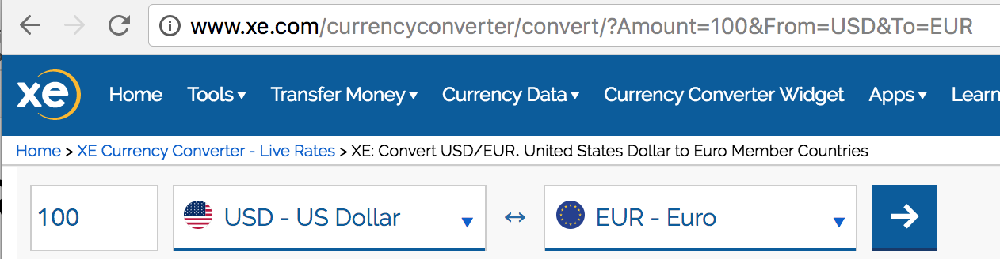 www.xe.com/currencyconverter/convert/?Amount=100&From=USD&To=EUR
xe Home Tools Transfer Money Currency Data Currency Converter Widget Apps Learn
Home > XE Currency Converter - Live Rates > XE: Convert USD/EUR. United States Dollar to Euro Member Countries
100 USD - US Dollar EUR - Euro